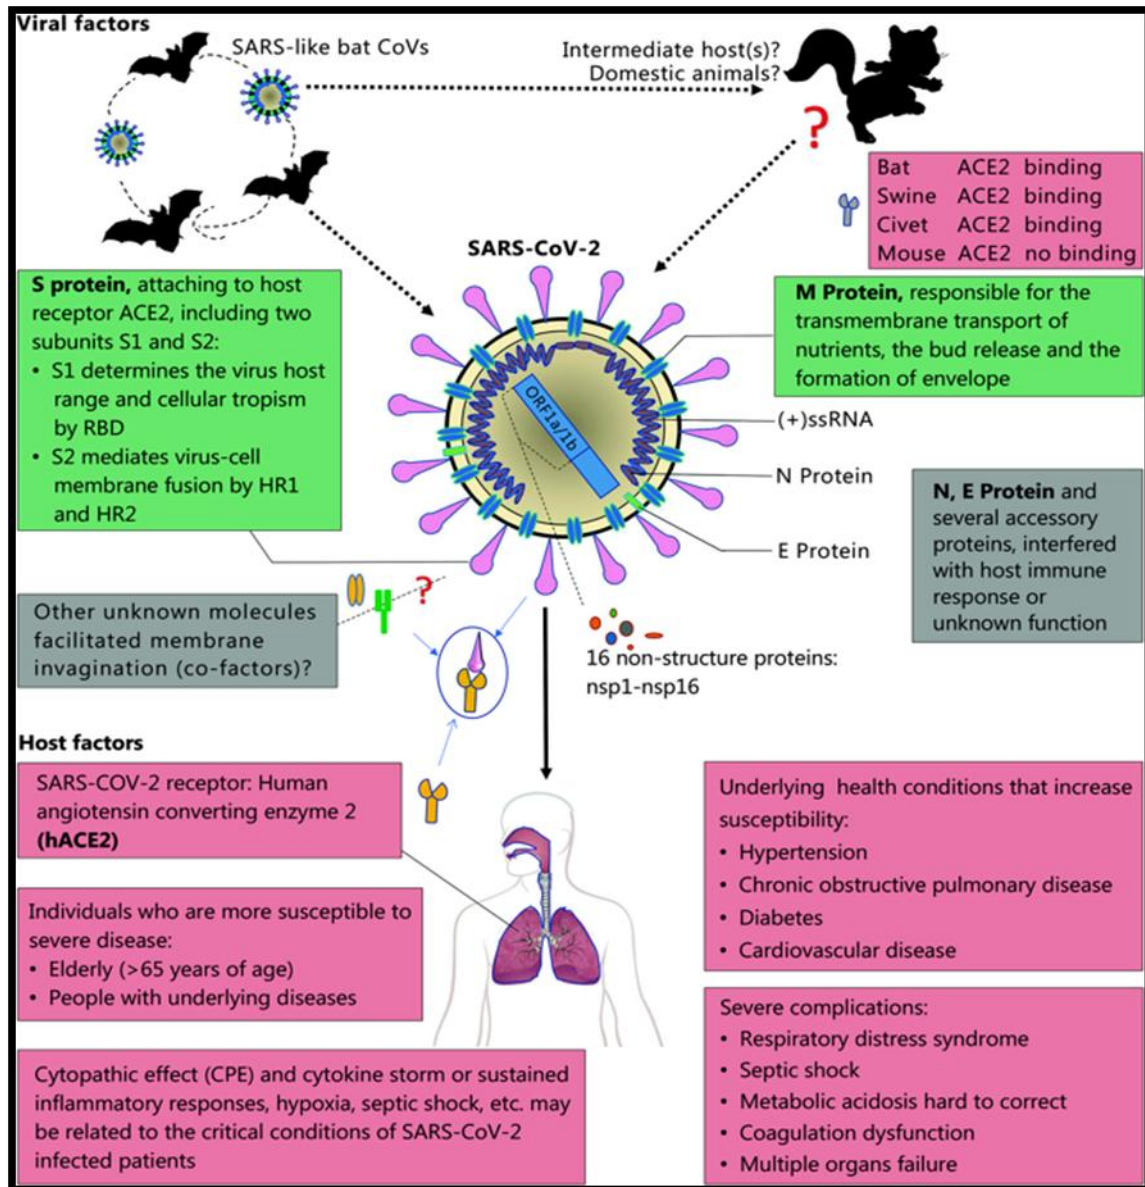 Viral factors
SARS-like bat CoVs
Intermediate host(s)?
Domestic animals?
?
Bat ACE2 binding
Swine ACE2 binding
Civet ACE2 binding
Mouse ACE2 no binding
SARS-CoV-2
S protein, attaching to host
receptor ACE2, including two
subunits S1 and S2:
• S1 determines the virus host
range and cellular tropism
by RBD
• S2 mediates virus-cell
membrane fusion by HR1
and HR2
M Protein, responsible for the
transmembrane transport of
nutrients, the bud release and the
formation of envelope
ORF1a/1b
(+)ssRNA
N Protein
E Protein
N, E Protein and
several accessory
proteins, interfered
with host immune
response or
unknown function
?
Other unknown molecules
facilitated membrane
invagination (co-factors)?
16 non-structure proteins:
nsp1-nsp16
Host factors
SARS-COV-2 receptor: Human
angiotensin converting enzyme 2
(hACE2)
Individuals who are more susceptible to
severe disease:
• Elderly (>65 years of age)
• People with underlying diseases
Cytopathic effect (CPE) and cytokine storm or sustained
inflammatory responses, hypoxia, septic shock, etc. may
be related to the critical conditions of SARS-CoV-2
infected patients
Underlying health conditions that increase
susceptibility:
• Hypertension
• Chronic obstructive pulmonary disease
• Diabetes
• Cardiovascular disease
Severe complications:
• Respiratory distress syndrome
• Septic shock
• Metabolic acidosis hard to correct
• Coagulation dysfunction
• Multiple organs failure